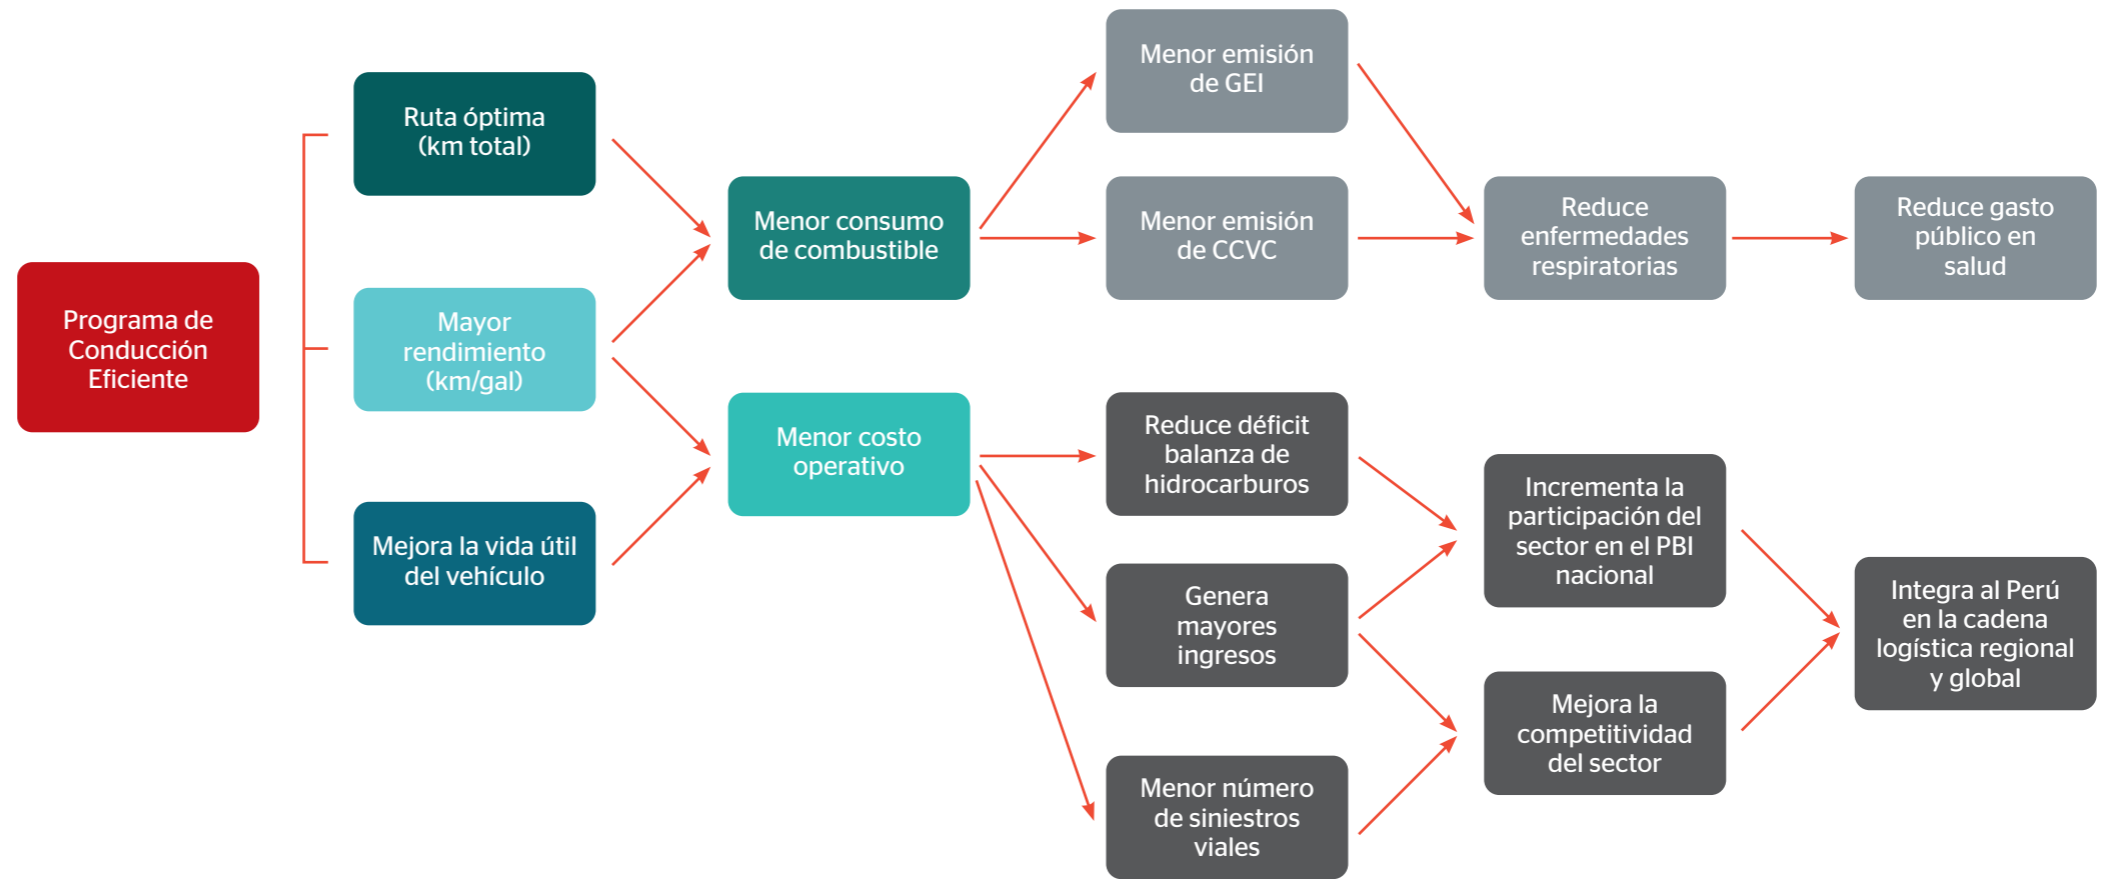 Programa de
Conducción
Eficiente
Ruta óptima
(km total)
Mayor
rendimiento
(km/gal)
Mejora la vida útil
del vehículo
Menor consumo
de combustible
Menor costo
operativo
Menor emisión
de GEI
Menor emisión
de CCVC
Reduce déficit
balanza de
hidrocarburos
Genera
mayores
ingresos
Menor número
de siniestros
viales
Reduce
enfermedades
respiratorias
Incrementa la
participación del
sector en el PBI
nacional
Mejora la
competitividad
del sector
Reduce gasto
público en
salud
Integra al Perú
en la cadena
logística regional
y global